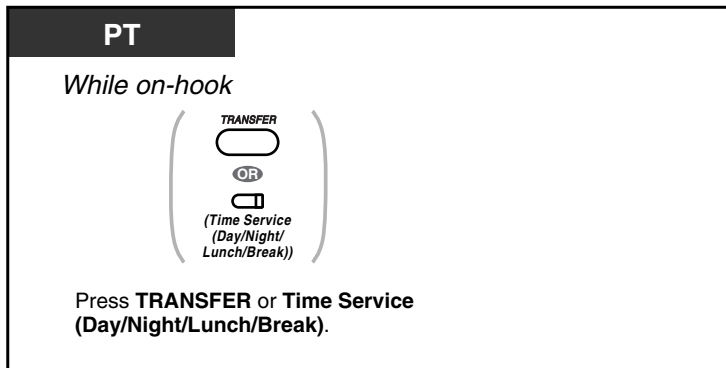 PT
While on-hook
TRANSFER
OR
(Time Service
(Day/Night/
Lunch/Break))
Press TRANSFER or Time Service
(Day/Night/Lunch/Break).